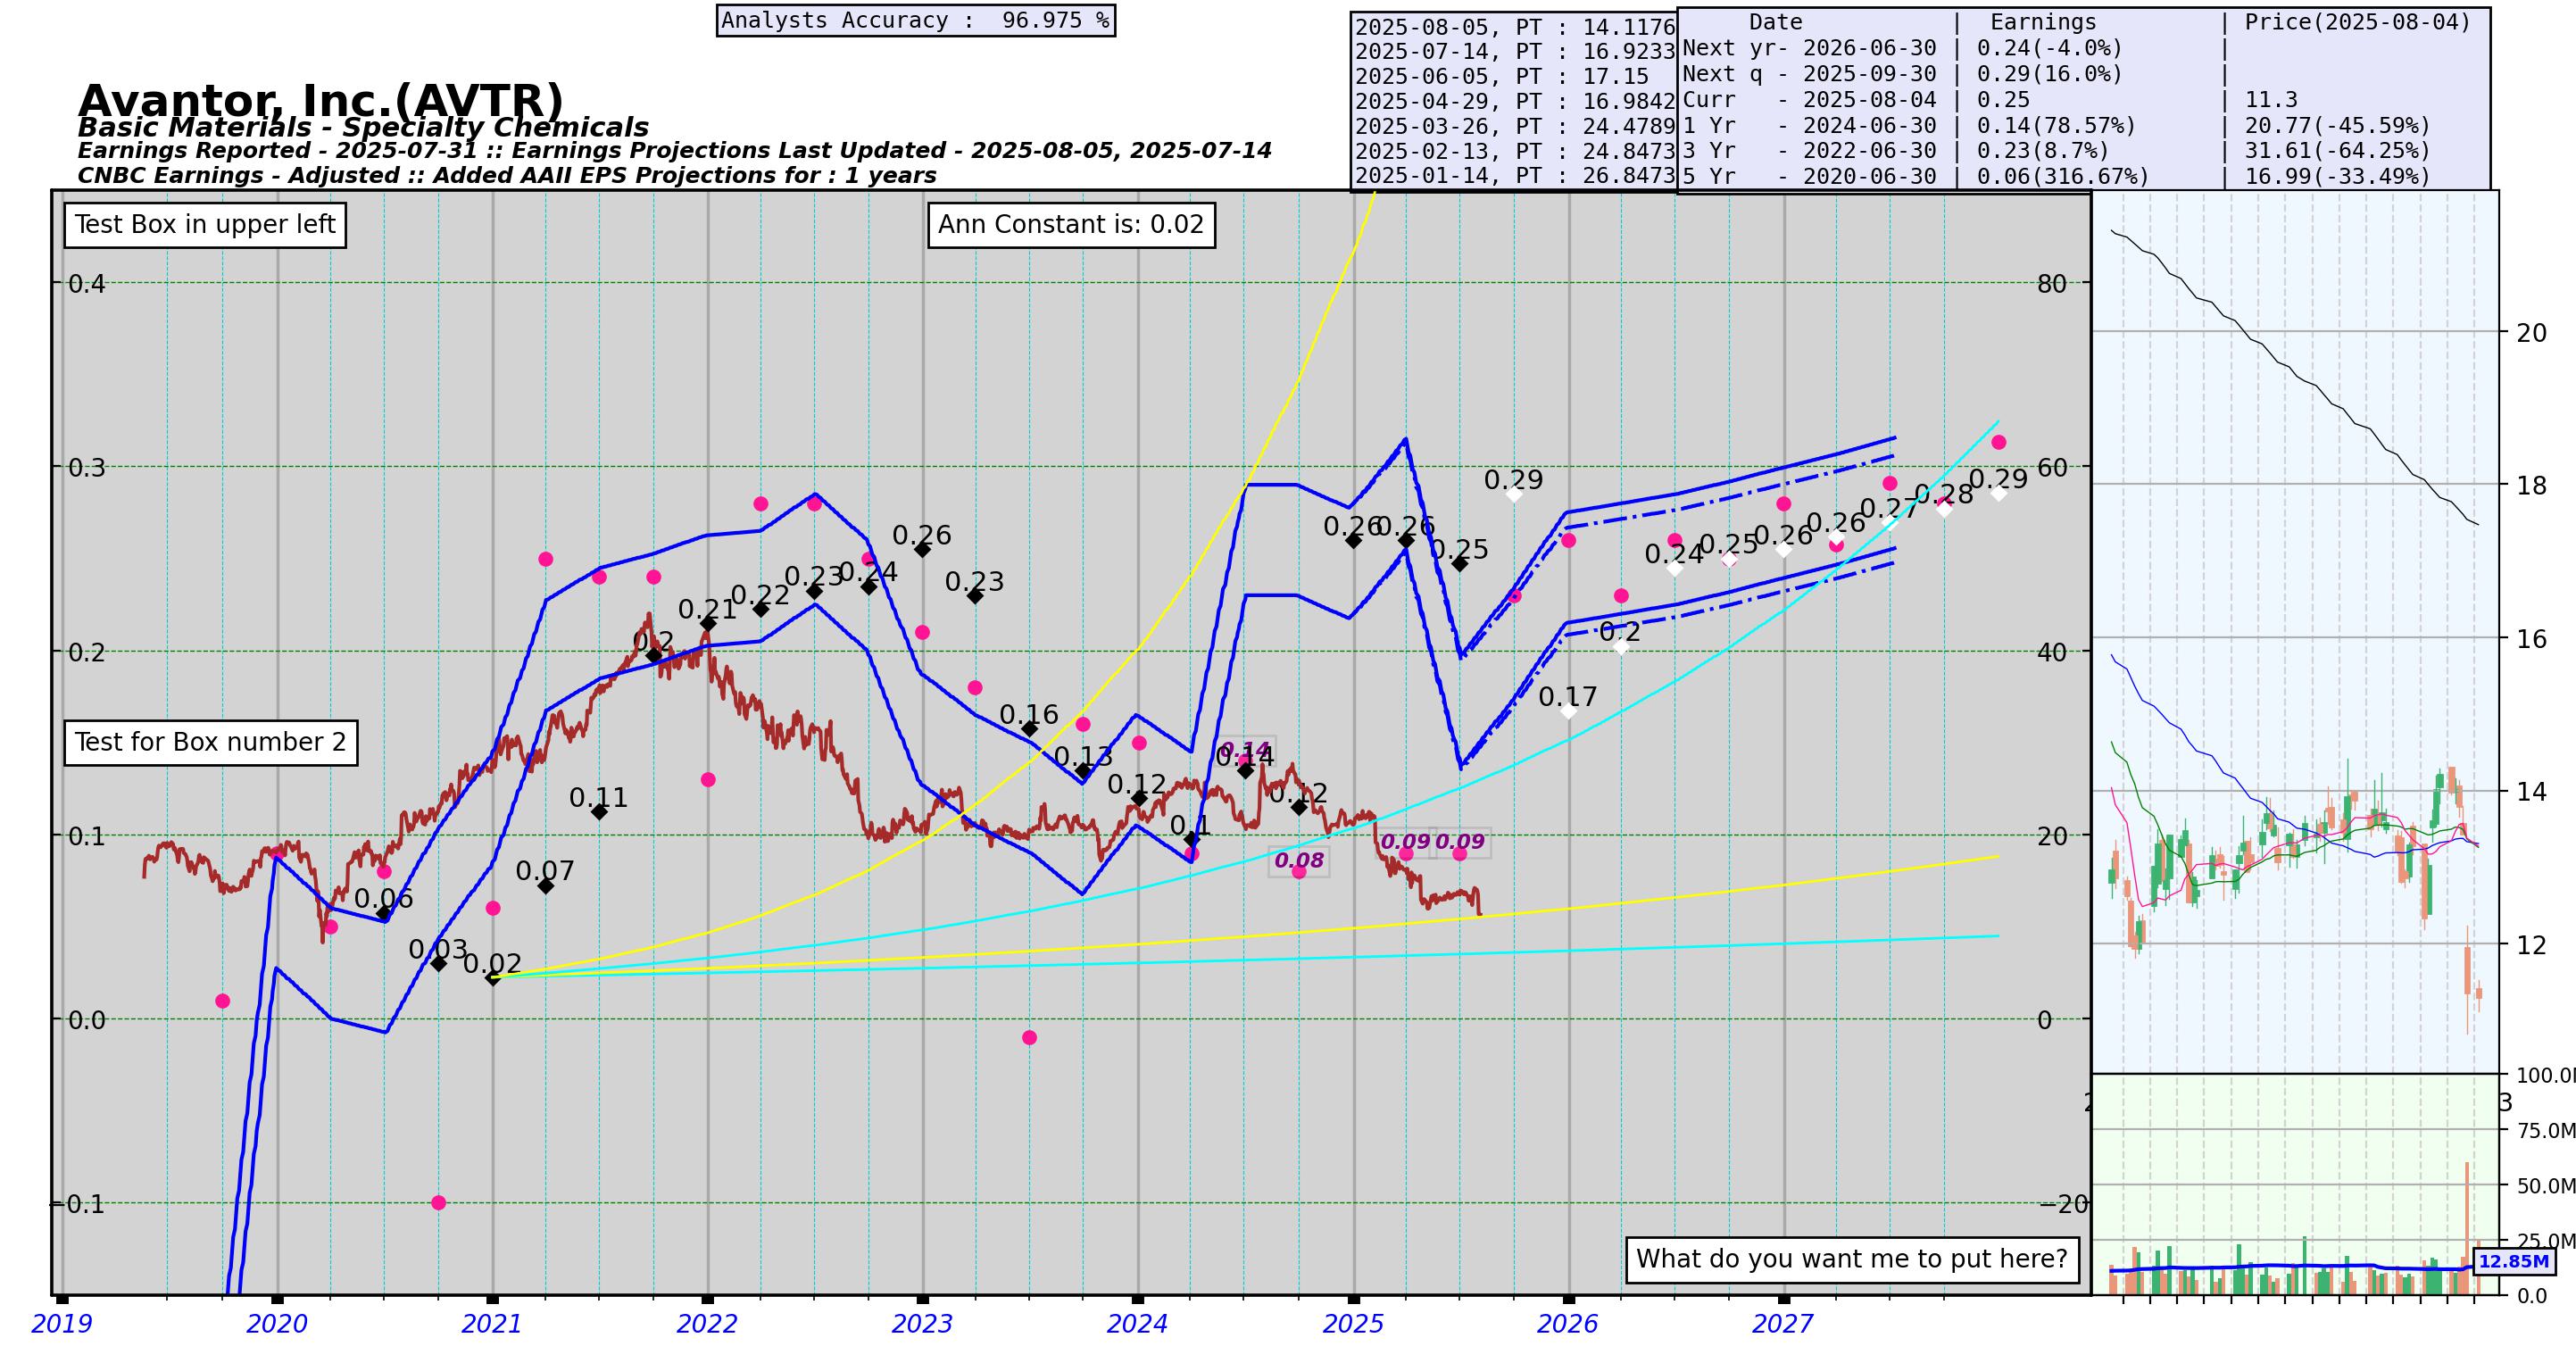 Analysts Accuracy :  96.975 %
2025-08-05, PT : 14.1176
2025-07-14, PT : 16.9233
2025-06-05, PT : 17.15
2025-04-29, PT : 16.9842
2025-03-26, PT : 24.4789
2025-02-13, PT : 24.8473
2025-01-14, PT : 26.8473
Date | Earnings | Price(2025-08-04)
Next yr- 2026-06-30 | 0.24(-4.0%) |
Next q - 2025-09-30 | 0.29(16.0%) |
Curr   - 2025-08-04 | 0.25 | 11.3
1 Yr   - 2024-06-30 | 0.14(78.57%) | 20.77(-45.59%)
3 Yr   - 2022-06-30 | 0.23(8.7%) | 31.61(-64.25%)
5 Yr   - 2020-06-30 | 0.06(316.67%) | 16.99(-33.49%)
Avantor, Inc.(AVTR)
Basic Materials - Specialty Chemicals
Earnings Reported - 2025-07-31 :: Earnings Projections Last Updated - 2025-08-05, 2025-07-14
CNBC Earnings - Adjusted :: Added AAII EPS Projections for : 1 years
Test Box in upper left
Ann Constant is: 0.02
Test for Box number 2
What do you want me to put here?
0.4
0.3
0.2
0.1
0.0
−0.1
80
60
40
20
0
−20
0.06
0.03
0.02
0.07
0.11
0.2
0.21
0.22
0.23
0.24
0.26
0.23
0.16
0.13
0.12
0.1
0.14
0.14
0.12
0.08
0.26
0.26
0.09
0.25
0.09
0.29
0.17
0.2
0.24
0.25
0.26
0.26
0.27
0.28
0.29
20
18
16
14
12
100.0M
75.0M
50.0M
25.0M
12.85M
0.0
2019 2020 2021 2022 2023 2024 2025 2026 2027